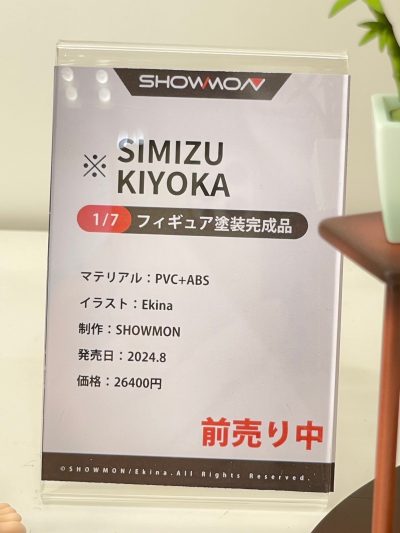 SHOWMON
※ SIMIZU
KIYOKA
1/7 フィギュア塗装完成品
マテリアル：PVC+ABS
イラスト：Ekina
制作：SHOWMON
発売日：2024.8
価格：26400円
前売り中
©SHOWMON/Ekina.All Rights Reserved.